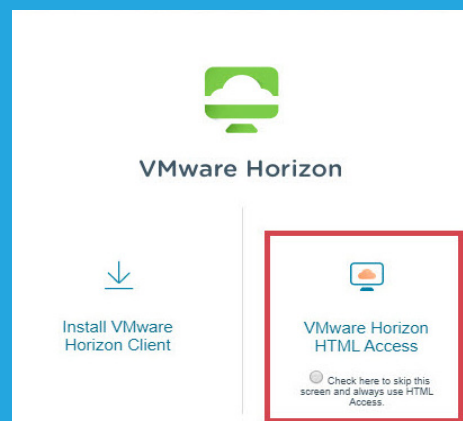 VMware Horizon
Install VMware
Horizon Client
VMware Horizon
HTML Access
Check here to skip this
screen and always use HTML
Access.